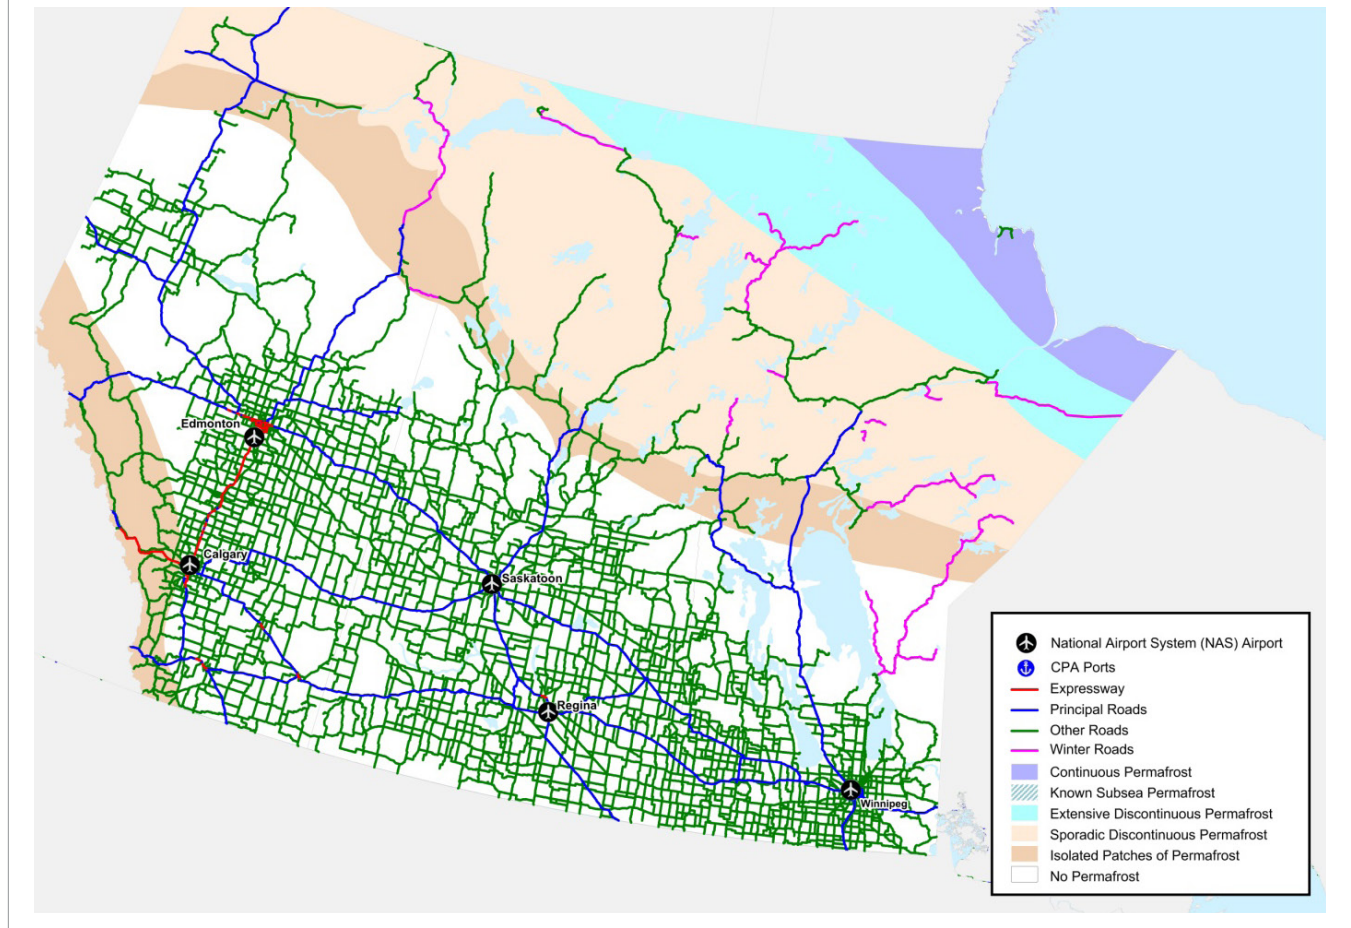 Edmonton
Calgary
Saskatoon
Regina
Winnipeg
National Airport System (NAS) Airport
CPA Ports
Expressway
Principal Roads
Other Roads
Winter Roads
Continuous Permafrost
Known Subsea Permafrost
Extensive Discontinuous Permafrost
Sporadic Discontinuous Permafrost
Isolated Patches of Permafrost
No Permafrost